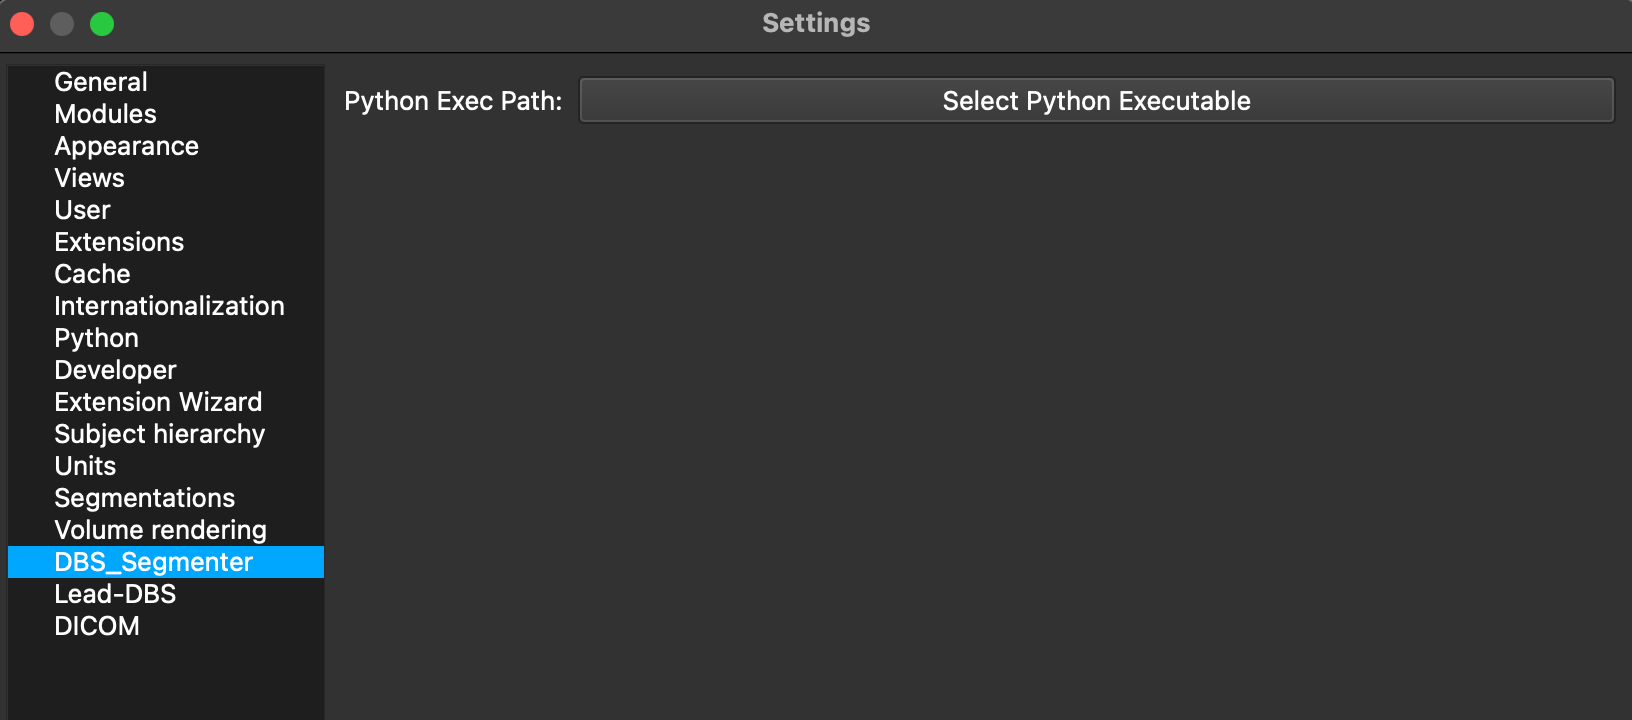 Settings
General
Modules
Appearance
Views
User
Extensions
Cache
Internationalization
Python
Developer
Extension Wizard
Subject hierarchy
Units
Segmentations
Volume rendering
DBS_Segmenter
Lead-DBS
DICOM
Python Exec Path:
Select Python Executable